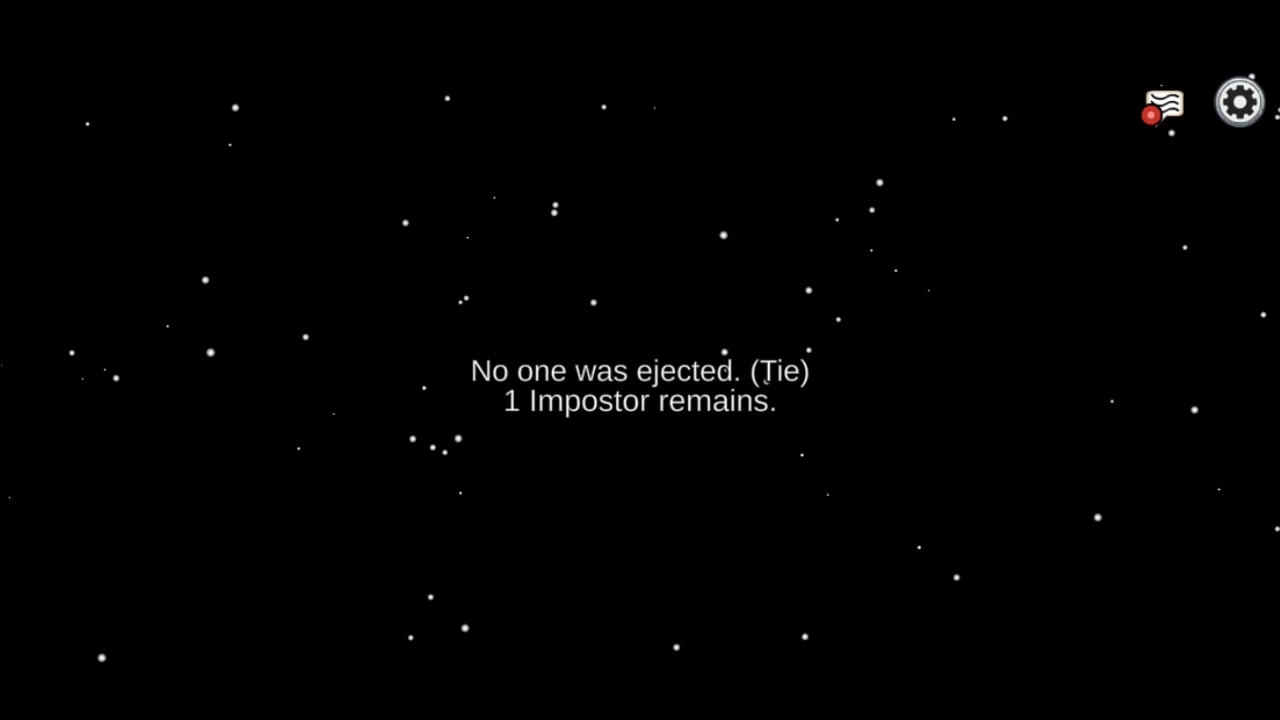 No one was ejected. (Tie)
1 Impostor remains.